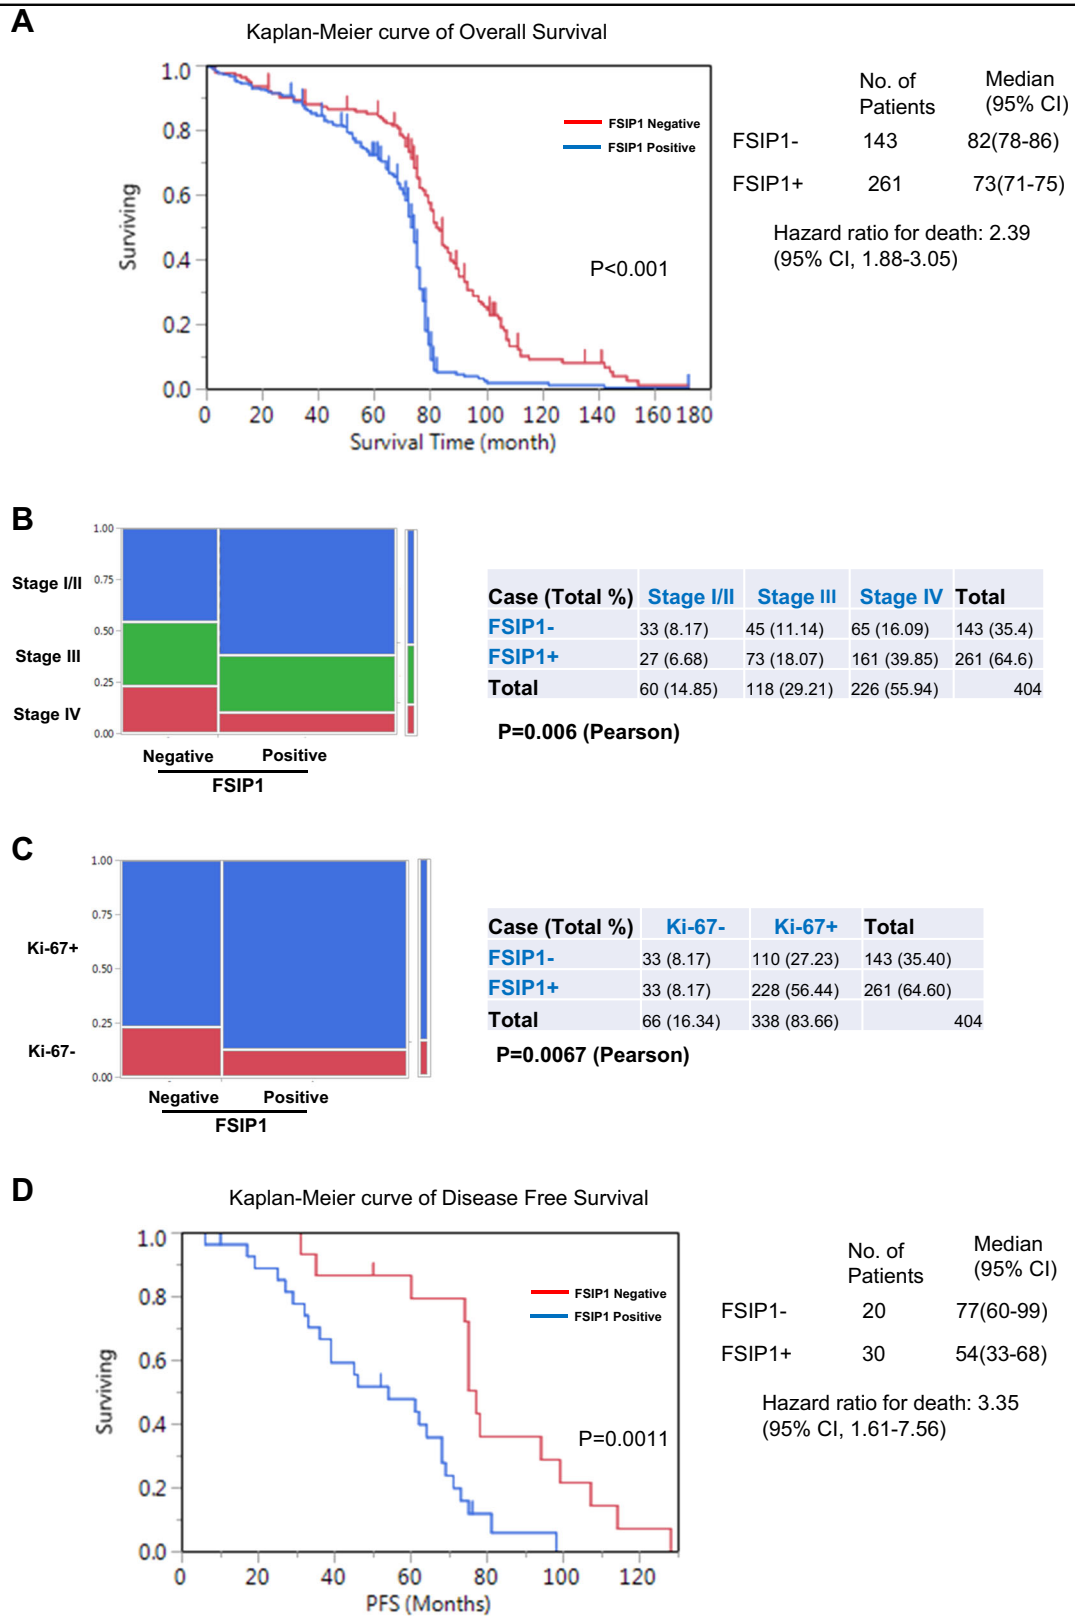 A
Kaplan-Meier curve of Overall Survival
1.0
0.8
0.6
0.4
0.2
0.0
Surviving
FSIP1 Negative
FSIP1 Positive
P<0.001
0 20 40 60 80 100 120 140 160 180
Survival Time (month)
No. of Patients
Median (95% CI)
FSIP1- 143 82(78-86)
FSIP1+ 261 73(71-75)
Hazard ratio for death: 2.39
(95% CI, 1.88-3.05)
B
1.00
0.75
0.50
0.25
0.00
Stage I/II
Stage III
Stage IV
Negative Positive
FSIP1
Case (Total %) Stage I/II Stage III Stage IV Total
FSIP1- 33 (8.17) 45 (11.14) 65 (16.09) 143 (35.4)
FSIP1+ 27 (6.68) 73 (18.07) 161 (39.85) 261 (64.6)
Total 60 (14.85) 118 (29.21) 226 (55.94) 404
P=0.006 (Pearson)
C
1.00
0.75
0.50
0.25
0.00
Ki-67+
Ki-67-
Negative Positive
FSIP1
Case (Total %) Ki-67- Ki-67+ Total
FSIP1- 33 (8.17) 110 (27.23) 143 (35.40)
FSIP1+ 33 (8.17) 228 (56.44) 261 (64.60)
Total 66 (16.34) 338 (83.66) 404
P=0.0067 (Pearson)
D
Kaplan-Meier curve of Disease Free Survival
1.0
0.8
0.6
0.4
0.2
0.0
Surviving
FSIP1 Negative
FSIP1 Positive
P=0.0011
0 20 40 60 80 100 120
PFS (Months)
No. of Patients
Median (95% CI)
FSIP1- 20 77(60-99)
FSIP1+ 30 54(33-68)
Hazard ratio for death: 3.35
(95% CI, 1.61-7.56)